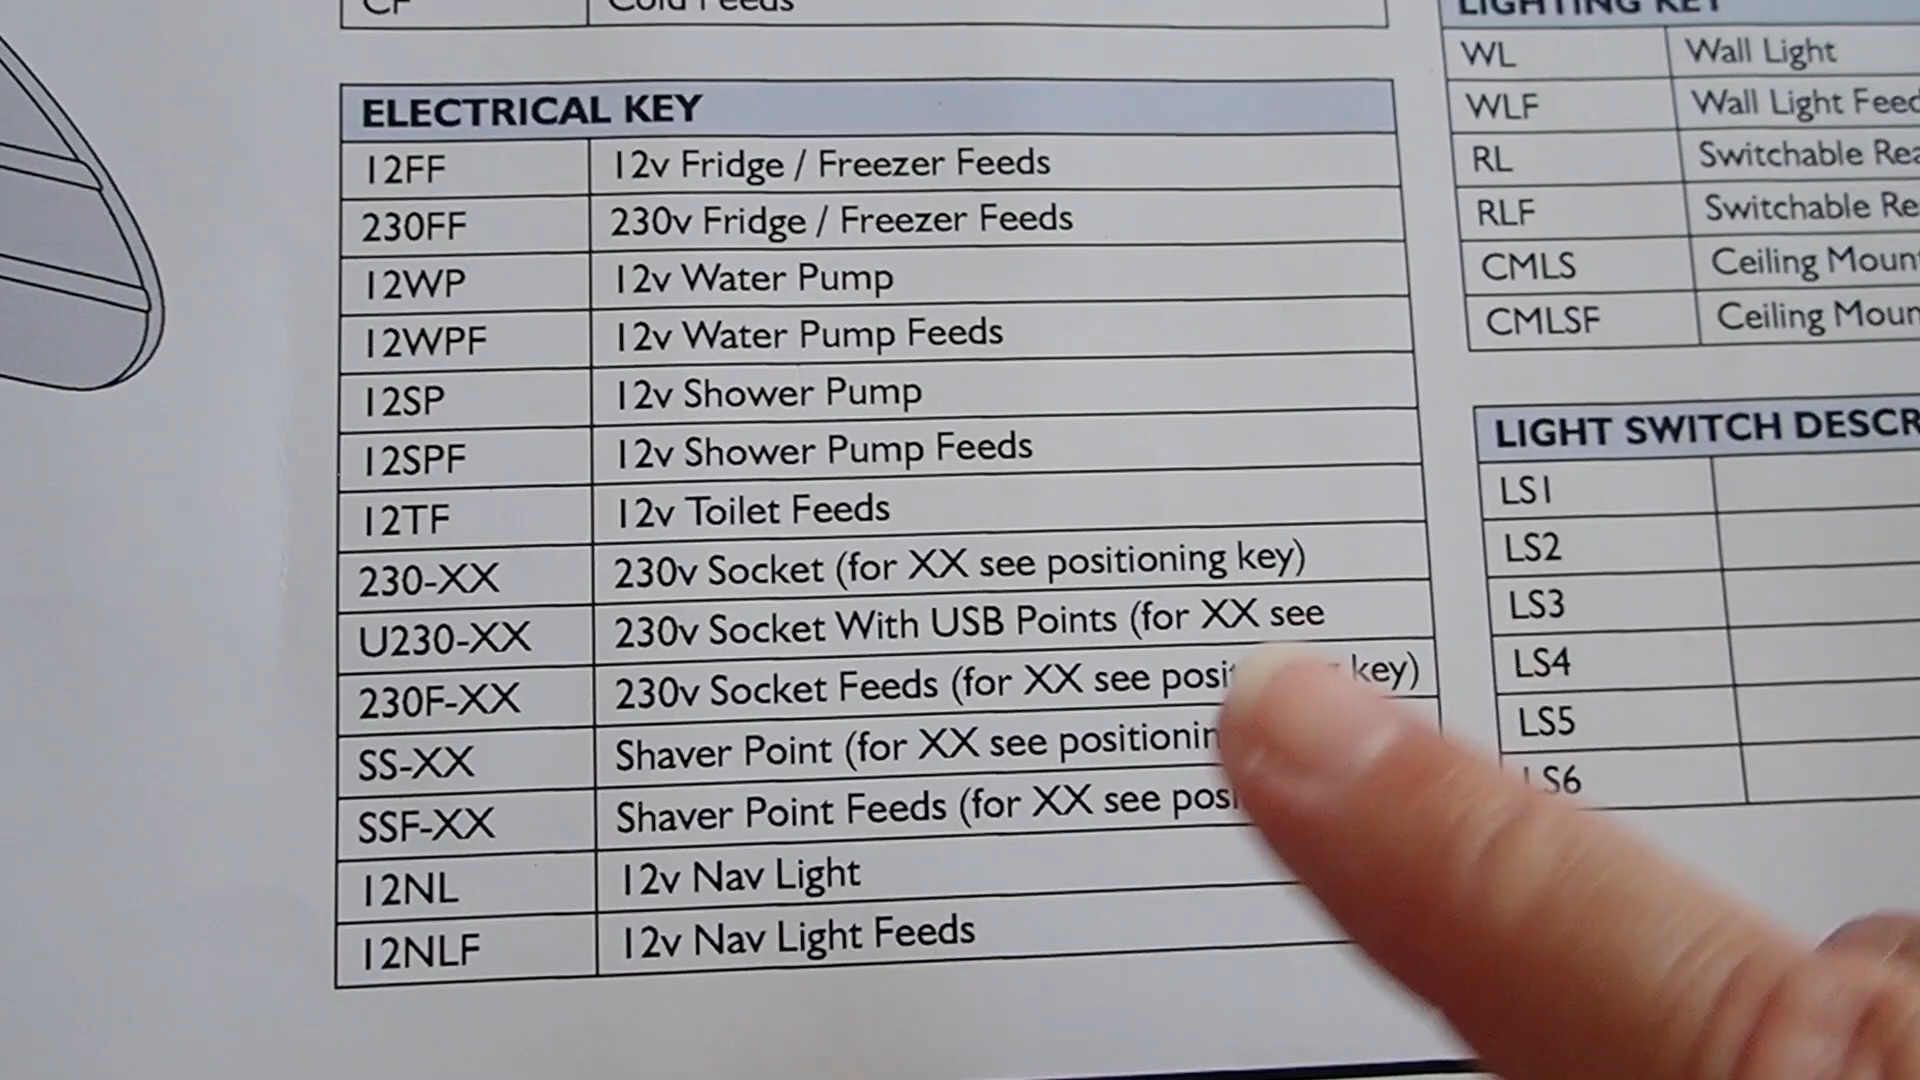 CF Cold Feeds
ELECTRICAL KEY
12FF 12v Fridge / Freezer Feeds
230FF 230v Fridge / Freezer Feeds
12WP 12v Water Pump
12WPF 12v Water Pump Feeds
12SP 12v Shower Pump
12SPF 12v Shower Pump Feeds
12TF 12v Toilet Feeds
230-XX 230v Socket (for XX see positioning key)
U230-XX 230v Socket With USB Points (for XX see
230F-XX 230v Socket Feeds (for XX see key)
SS-XX Shaver Point (for XX see
SSF-XX Shaver Point Feeds (for XX see
12NL 12v Nav Light
12NLF 12v Nav Light Feeds
LIGHTING KEY
WL Wall Light
WLF Wall Light Feed
RL Switchable
RLF Switchable
CMLS Ceiling
CMLSF Ceiling
LIGHT SWITCH
LS1
LS2
LS3
LS4
LS5
LS6